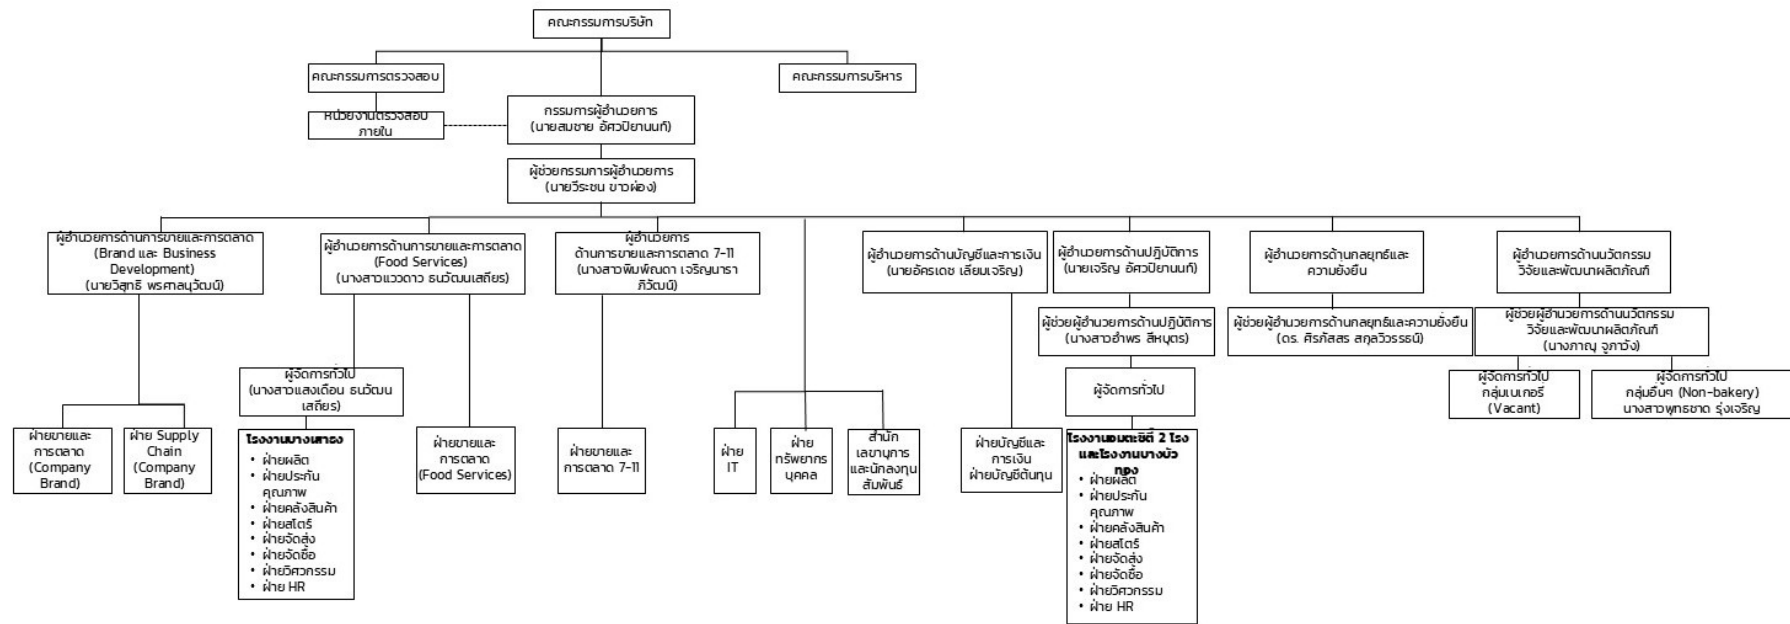 คณะกรรมการบริษัท
คณะกรรมการตรวจสอบ
คณะกรรมการบริหาร
หน่วยงานตรวจสอบ
ภายใน
กรรมการผู้อำนวยการ
(นายสมชาย อัศวปิยานนท์)
ผู้ช่วยกรรมการผู้อำนวยการ
(นายวีระชน ขาวผ่อง)
ผู้อำนวยการด้านการขายและการตลาด
(Brand และ Business
Development)
(นายวิสุทธิ พรศาลนุวัฒน์)
ผู้อำนวยการด้านการขายและการตลาด
(Food Services)
(นางสาวแววดาว ธนวัฒนเสถียร)
ผู้อำนวยการ
ด้านการขายและการตลาด 7-11
(นางสาวพิมพ์ณดา เจริญนารา
ภิวัฒน์)
ผู้อำนวยการด้านบัญชีและการเงิน
(นายอัครเดช เลียมเจริญ)
ผู้อำนวยการด้านปฏิบัติการ
(นายเจริญ อัศวปิยานนท์)
ผู้อำนวยการด้านกลยุทธ์และ
ความยั่งยืน
ผู้อำนวยการด้านนวัตกรรม
วิจัยและพัฒนาผลิตภัณฑ์
ผู้ช่วยผู้อำนวยการด้านปฏิบัติการ
(นางสาวอำพร สีหบุตร)
ผู้ช่วยผู้อำนวยการด้านกลยุทธ์และความยั่งยืน
(ดร. ศิรภัสสร สกุลวิวรรธน์)
ผู้ช่วยผู้อำนวยการด้านนวัตกรรม
วิจัยและพัฒนาผลิตภัณฑ์
(นางภาณุ จูภาวัง)
ผู้จัดการทั่วไป
(นางสาวแสงเดือน ธนวัฒน
เสถียร)
ผู้จัดการทั่วไป
ผู้จัดการทั่วไป
กลุ่มเบเกอรี
(Vacant)
ผู้จัดการทั่วไป
กลุ่มอื่นๆ (Non-bakery)
นางสาวพุทธชาด รุ่งเจริญ
ฝ่ายขายและ
การตลาด
(Company
Brand)
ฝ่าย Supply
Chain
(Company
Brand)
โรงงานบางเสาธง
• ฝ่ายผลิต
• ฝ่ายประกัน
คุณภาพ
• ฝ่ายคลังสินค้า
• ฝ่ายสโตร์
• ฝ่ายจัดส่ง
• ฝ่ายจัดซื้อ
• ฝ่ายวิศวกรรม
• ฝ่าย HR
ฝ่ายขายและ
การตลาด
(Food Services)
ฝ่ายขายและ
การตลาด 7-11
ฝ่าย
IT
ฝ่าย
ทรัพยากร
บุคคล
สำนัก
เลขานุการ
และนักลงทุน
สัมพันธ์
ฝ่ายบัญชีและ
การเงิน
ฝ่ายบัญชีต้นทุน
โรงงานอมตะซิตี้ 2 โรง
และโรงงานบางบัว
ทอง
• ฝ่ายผลิต
• ฝ่ายประกัน
คุณภาพ
• ฝ่ายคลังสินค้า
• ฝ่ายสโตร์
• ฝ่ายจัดส่ง
• ฝ่ายจัดซื้อ
• ฝ่ายวิศวกรรม
• ฝ่าย HR